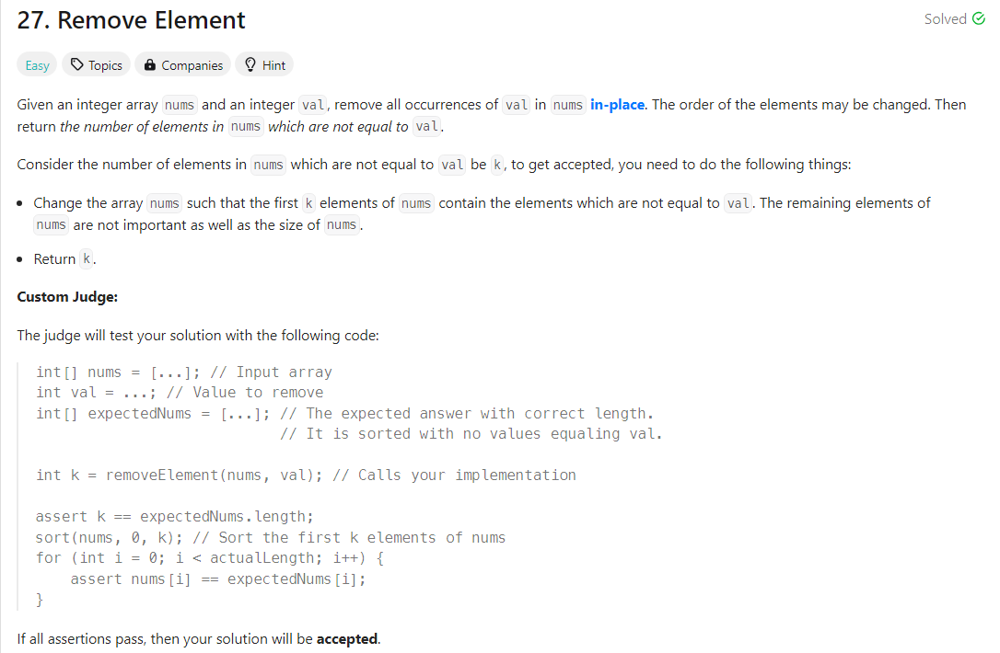 27. Remove Element
Solved
Easy
Topics
Companies
Hint
Given an integer array nums and an integer val, remove all occurrences of val in nums in-place. The order of the elements may be changed. Then
return the number of elements in nums which are not equal to val.
Consider the number of elements in nums which are not equal to val be k, to get accepted, you need to do the following things:
• Change the array nums such that the first k elements of nums contain the elements which are not equal to val. The remaining elements of
nums are not important as well as the size of nums.
• Return k.
Custom Judge:
The judge will test your solution with the following code:
int[] nums = [...]; // Input array
int val = ...; // Value to remove
int[] expectedNums = [...]; // The expected answer with correct length.
                            // It is sorted with no values equaling val.
int k = removeElement(nums, val); // Calls your implementation
assert k == expectedNums.length;
sort(nums, 0, k); // Sort the first k elements of nums
for (int i = 0; i < actualLength; i++) {
    assert nums[i] == expectedNums[i];
}
If all assertions pass, then your solution will be accepted.